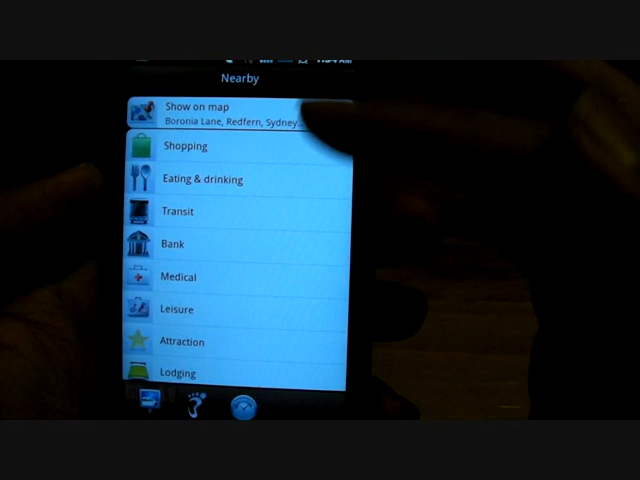 Nearby
Show on map
Boronia Lane, Redfern, Sydney...
Shopping
Eating & drinking
Transit
Bank
Medical
Leisure
Attraction
Lodging